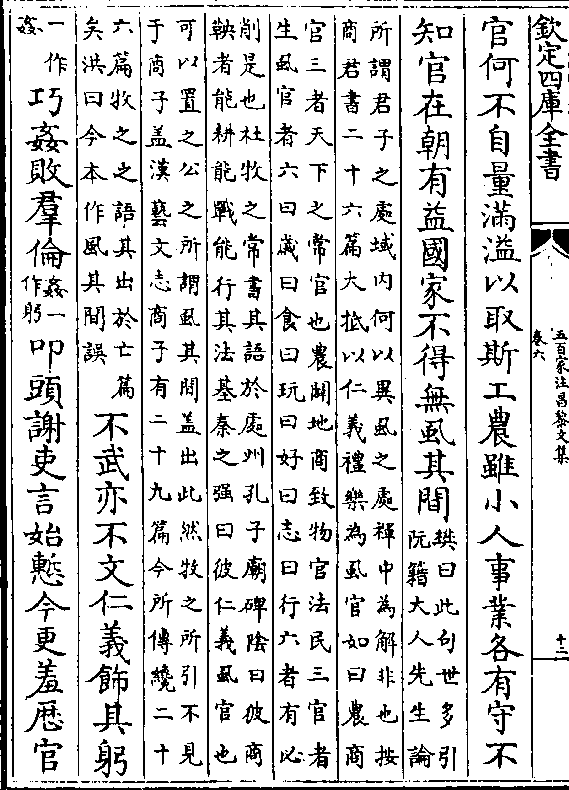 欽定四庫全書
五百家注昌黎文集
卷六
十二
官何不自量滿溢以取斯工農雖小人事業各有守不
知官在朝有益國家不得無虱其間
洪曰此句世多引
阮籍大人先生論
所謂君子之處域内何以異虱之處褌中為解非也按
商君書二十六篇大抵以仁義禮樂為虱官如曰農商
官三者天下之常官也農闢地商致物官法民三官者
生虱官者六曰歲曰食曰玩曰好曰志曰行六者有必
削是也杜牧之常書其語於處州孔子廟碑陰曰彼商
鞅者能耕能戰能行其法基秦之强曰彼仁義虱官也
可以置之公之所謂虱其間盖出此然牧之所引不見
于商子盖漢藝文志商子有二十九篇今所傳纔二十
六篇牧之之語其出於亡篇
矣洪曰今本作風其間誤
不武亦不文仁義飾其躬
一作
姦
巧姦敗羣倫
姦一
作躬
叩頭謝吏言始慙今更羞歴官